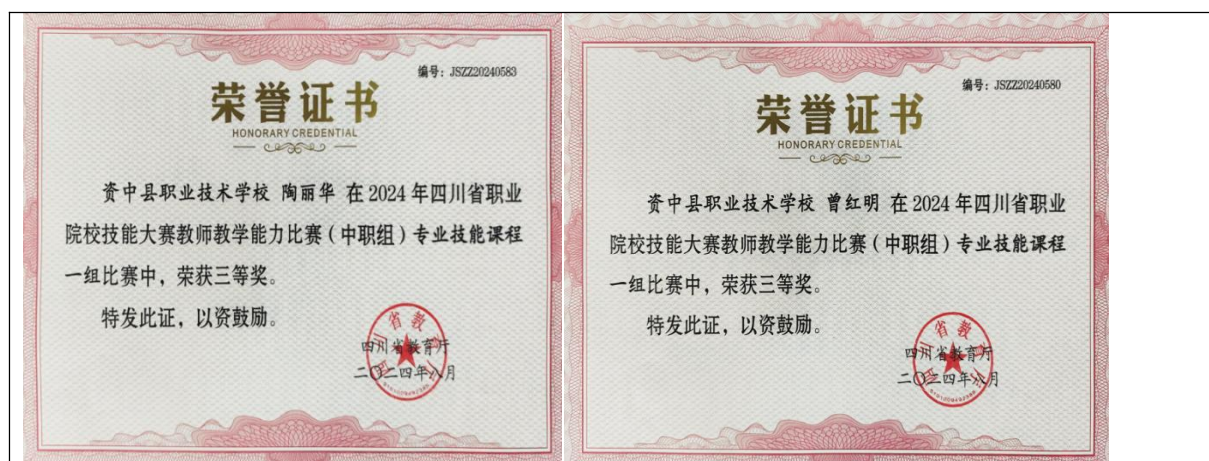 编号：JSZZ20240583
荣誉证书
HONORARY CREDENTIAL
资中县职业技术学校 陶丽华 在 2024 年四川省职业
院校技能大赛教师教学能力比赛（中职组）专业技能课程
一组比赛中，荣获三等奖。
特发此证，以资鼓励。
四川省教育厅
二〇二四年八月
编号：JSZZ20240580
荣誉证书
HONORARY CREDENTIAL
资中县职业技术学校 曾红明 在 2024 年四川省职业
院校技能大赛教师教学能力比赛（中职组）专业技能课程
一组比赛中，荣获三等奖。
特发此证，以资鼓励。
四川省教育厅
二〇二四年八月